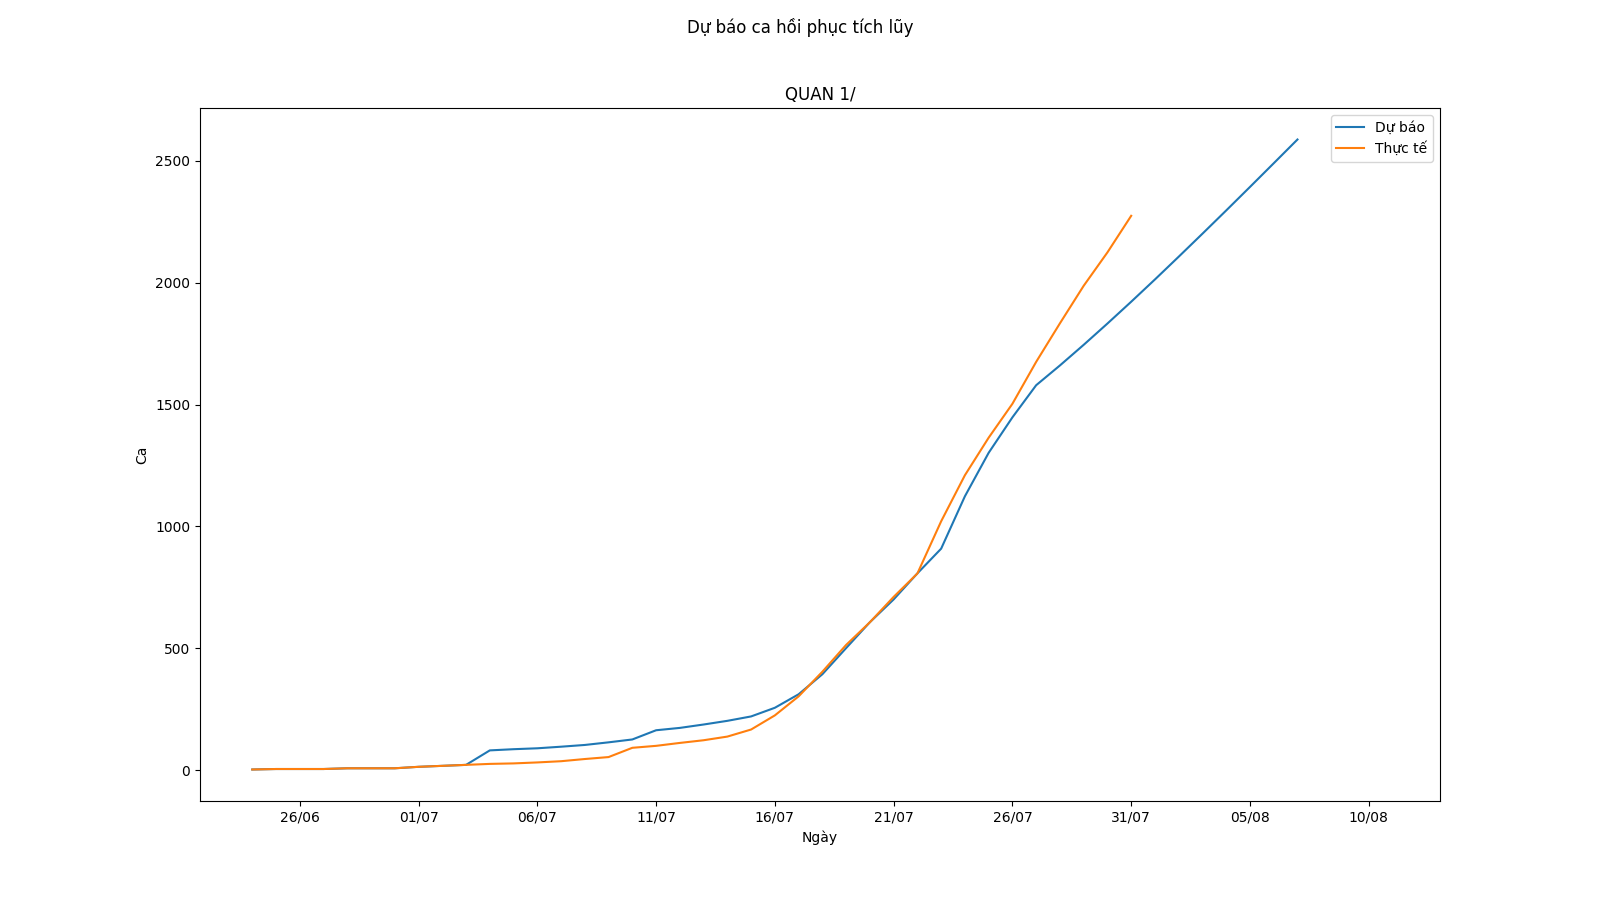 Dự báo ca hồi phục tích lũy
QUAN 1/
Dự báo
Thực tế
2500
2000
1500
1000
500
0
Ca
26/06
01/07
06/07
11/07
16/07
21/07
26/07
31/07
05/08
10/08
Ngày